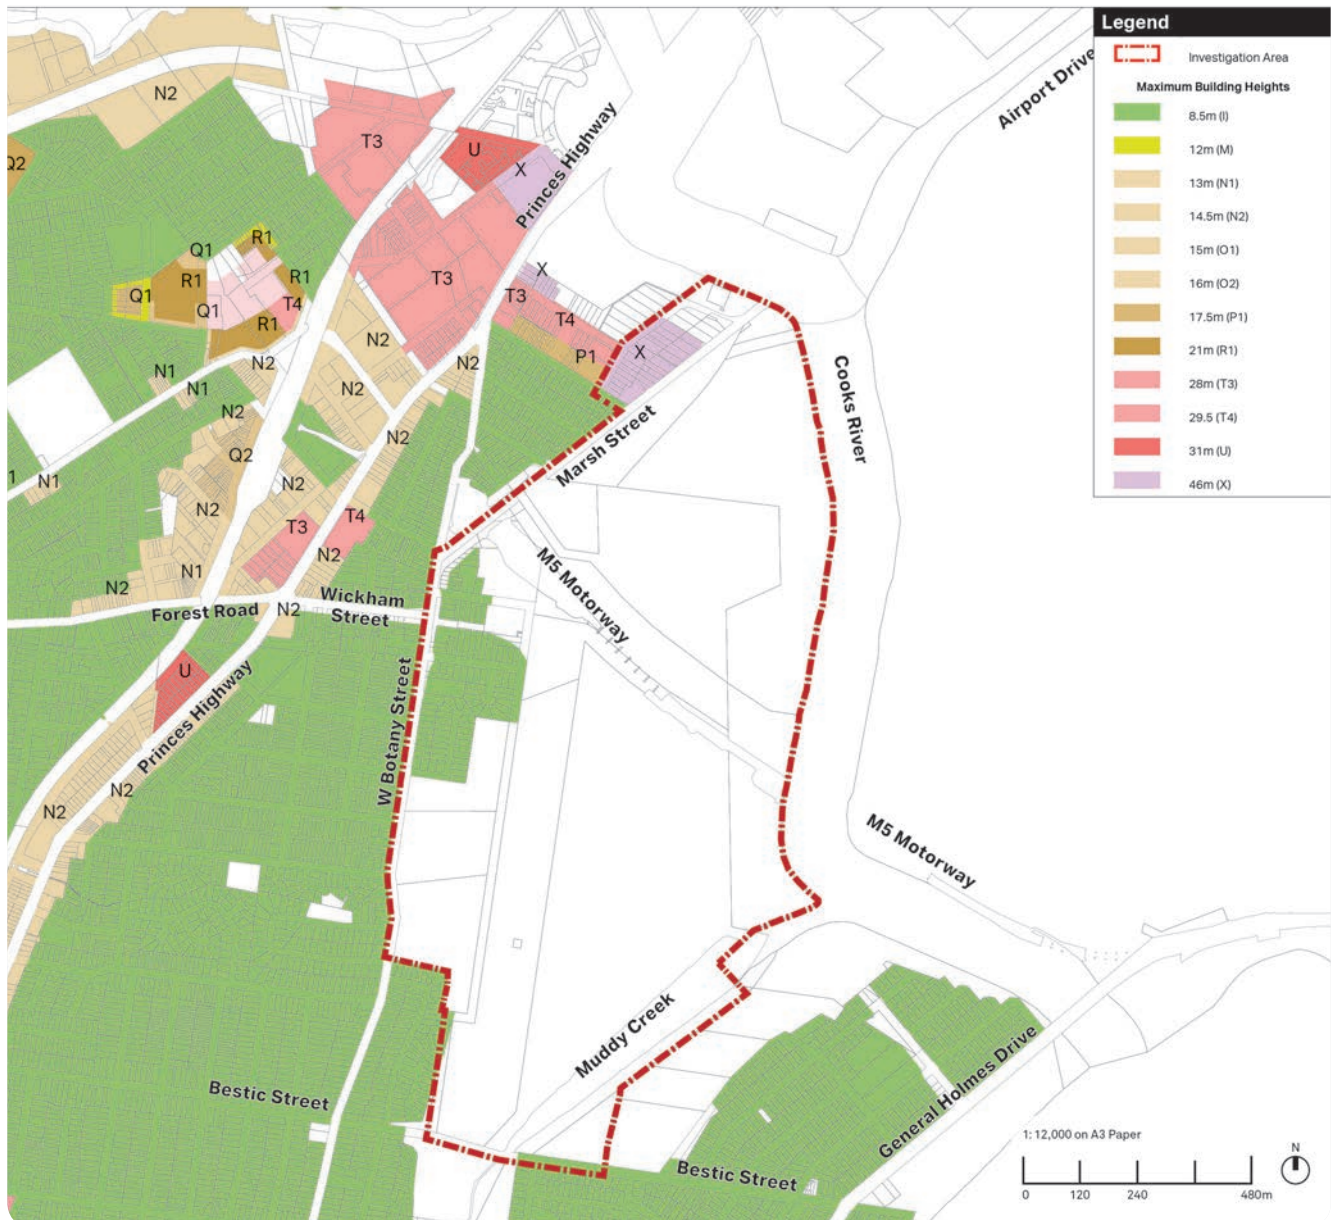 Legend
Investigation Area
Maximum Building Heights
8.5m (I)
12m (M)
13m (N1)
14.5m (N2)
15m (O1)
16m (O2)
17.5m (P1)
21m (R1)
28m (T3)
29.5 (T4)
31m (U)
46m (X)
Airport Drive
N2
T3
U
X
Princes Highway
Q2
Q1
R1
Q1
R1
R1
Q1
T4
R1
T3
X
T3
T4
P1
X
N2
N2
N2
N2
N1
N1
N2
N2
Q2
N1
1
N2
N2
T3
T4
N2
N1
N2
N2
Marsh Street
Cooks River
M5 Motorway
Forest Road
Wickham
Street
U
Princes Highway
W Botany Street
N2
N2
M5 Motorway
Muddy Creek
General Holmes Drive
Bestic Street
Bestic Street
1: 12,000 on A3 Paper
N
0 120 240 480m